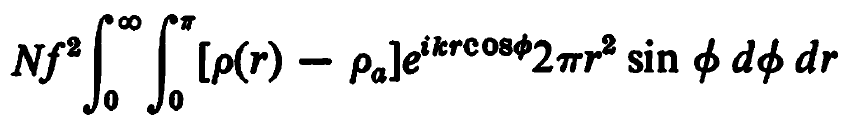 Nf²∫₀^∞ ∫₀^π [ρ(r) − ρₐ]e^{ikr cos φ}2πr² sin φ dφ dr